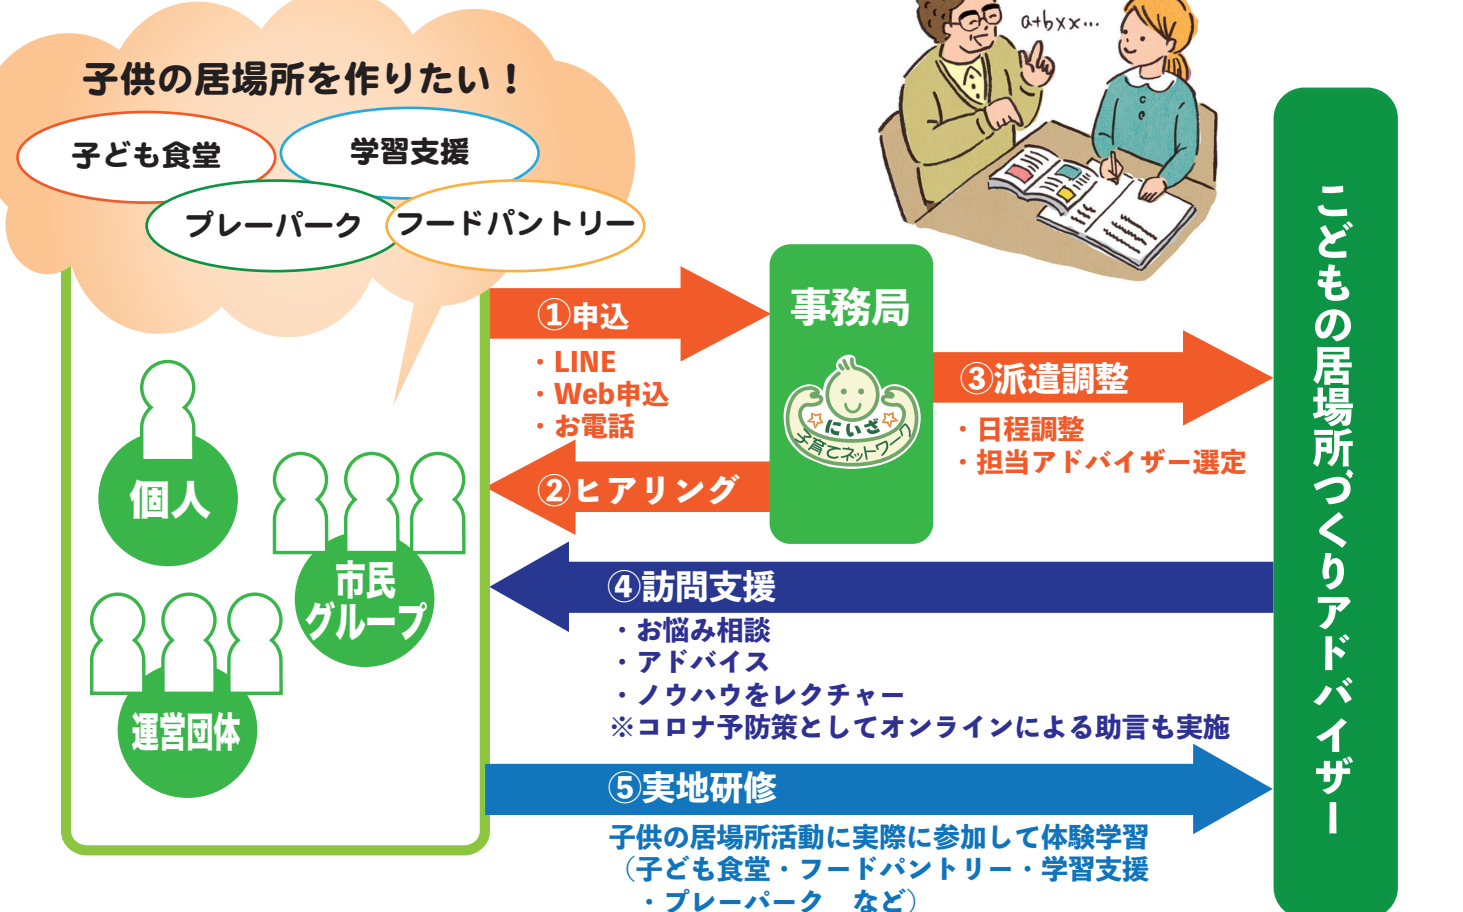 子供の居場所を作りたい！
子ども食堂
学習支援
プレーパーク
フードパントリー
a+bxx…
個人
市民
グループ
運営団体
①申込
・LINE
・Web申込
・お電話
②ヒアリング
事務局
にいざ
子育てネットワーク
③派遣調整
・日程調整
・担当アドバイザー選定
④訪問支援
・お悩み相談
・アドバイス
・ノウハウをレクチャー
※コロナ予防策としてオンラインによる助言も実施
⑤実地研修
子供の居場所活動に実際に参加して体験学習
（子ども食堂・フードパントリー・学習支援
・プレーパーク　など）
こどもの居場所づくりアドバイザー